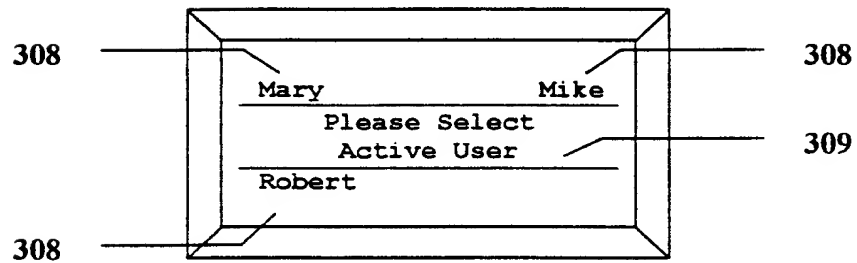 308 308
Mary Mike
Please Select
Active User
309
Robert
308